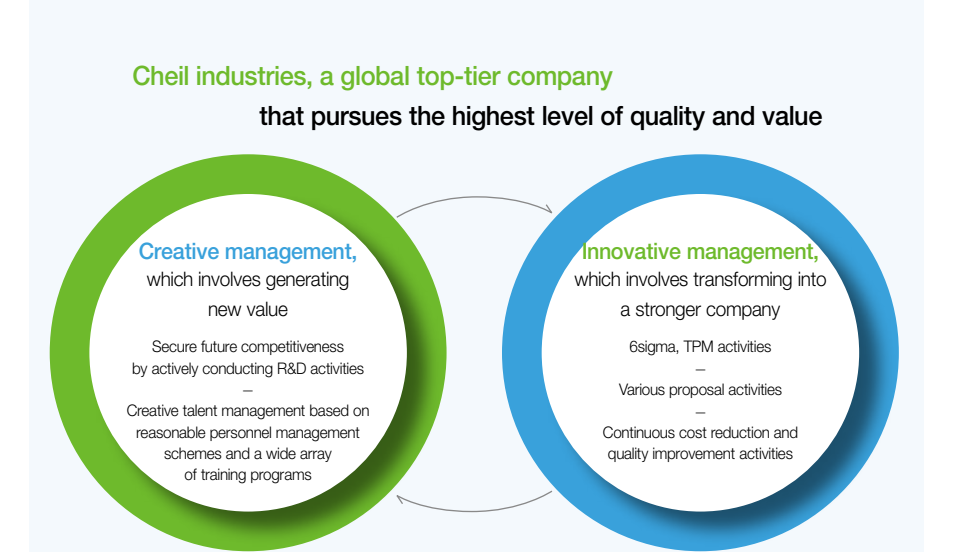 Cheil industries, a global top-tier company
that pursues the highest level of quality and value
Creative management,
which involves generating
new value
Secure future competitiveness
by actively conducting R&D activities
–
Creative talent management based on
reasonable personnel management
schemes and a wide array
of training programs
Innovative management,
which involves transforming into
a stronger company
6sigma, TPM activities
–
Various proposal activities
–
Continuous cost reduction and
quality improvement activities